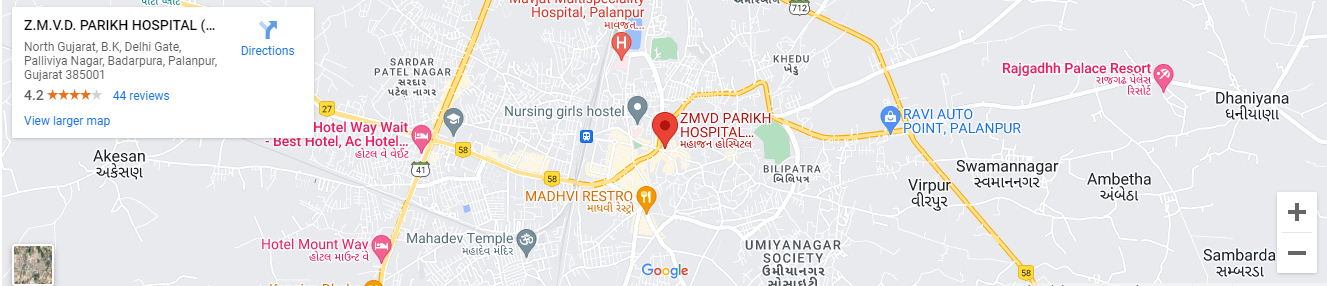 Z.M.V.D. PARIKH HOSPITAL (…
North Gujarat, B.K, Delhi Gate,
Palliviya Nagar, Badarpura, Palanpur,
Gujarat 385001
4.2
44 reviews
View larger map
Directions
Hospital, Palanpur
માવજત...
712
SARDAR
PATEL NAGAR
સરદાર
પટેલ નગર
KHEDU
ખેડુ
Rajgadhh Palace Resort
રાજગઢ પેલેસ
રિસોર્ટ
Dhaniyana
ધનીયાણા
27
Nursing girls hostel
ZMVD PARIKH
HOSPITAL...
મહાજન હોસ્પિટલ
RAVI AUTO
POINT, PALANPUR
Hotel Way Wait
- Best Hotel, Ac Hotel...
હોટલ વે વેઈટ
58
41
Akesan
અકેસણ
BILIPATRA
બિલિપત્ર
Swamannagar
સ્વમાનનગર
58
Virpur
વીરપુર
Ambetha
અંબેઠા
MADHVI RESTRO
માધવી રેસ્ટ્રો
Hotel Mount Way
હોટલ માઉન્ટ વે
Mahadev Temple
મહાદેવ મંદિર
UMIYANAGAR
SOCIETY
ઉમીયાનગર
સોસાઈટી
Google
58
Sambarda
સમ્બરડા